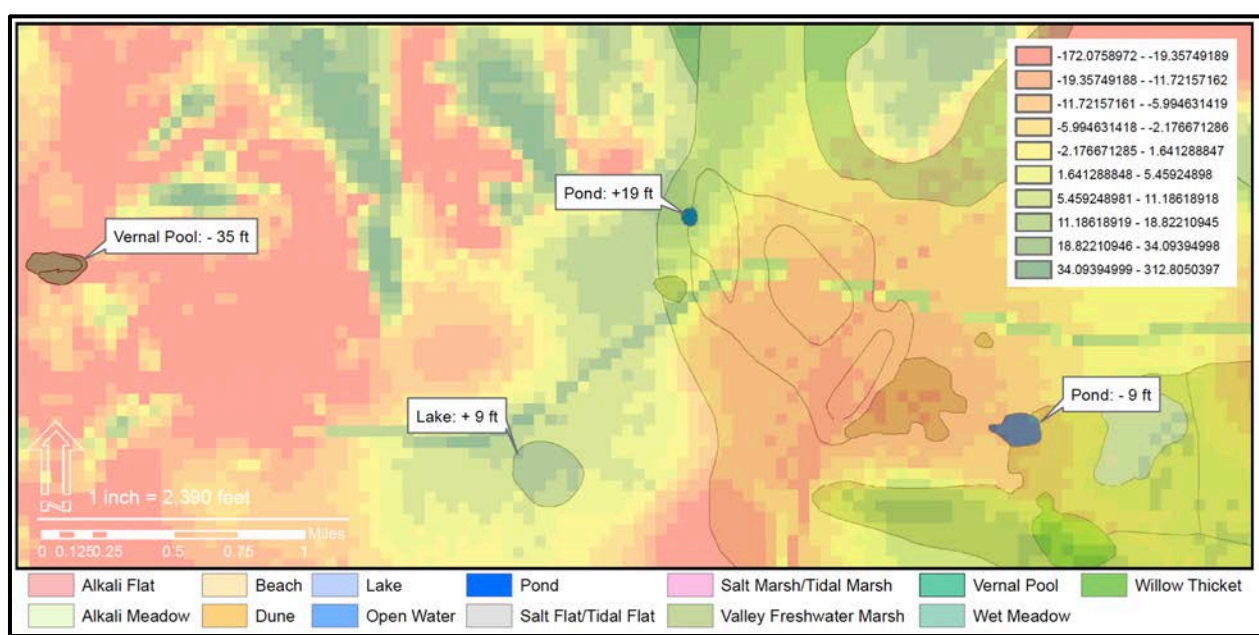 -172.0758972 - -19.35749189
-19.35749188 - -11.72157162
-11.72157161 - -5.994631419
-5.994631418 - -2.176671286
-2.176671285 - 1.641288847
1.641288848 - 5.45924898
5.459248981 - 11.18618918
11.18618919 - 18.82210945
18.82210946 - 34.09394998
34.09394999 - 312.8050397
Pond: +19 ft
Vernal Pool: - 35 ft
Pond: - 9 ft
Lake: + 9 ft
N
1 inch = 2,390 feet
Miles
0 0.125 0.25 0.5 0.75 1
Alkali Flat Beach Lake Pond Salt Marsh/Tidal Marsh Vernal Pool Willow Thicket
Alkali Meadow Dune Open Water Salt Flat/Tidal Flat Valley Freshwater Marsh Wet Meadow